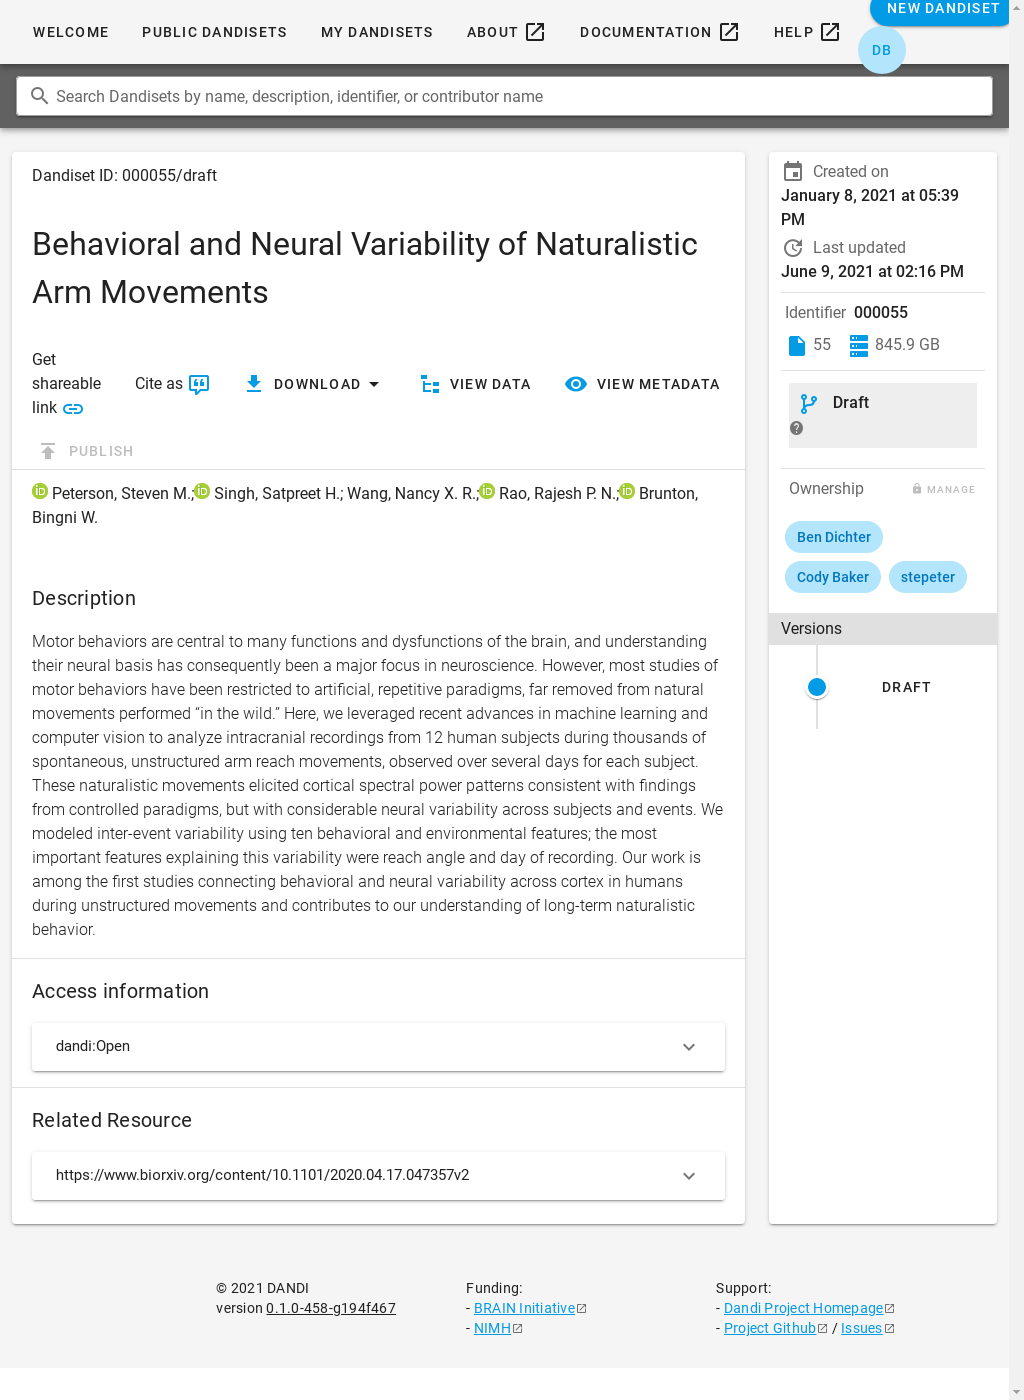 WELCOME PUBLIC DANDISETS MY DANDISETS ABOUT DOCUMENTATION HELP NEW DANDISET
DB
Search Dandisets by name, description, identifier, or contributor name
Dandiset ID: 000055/draft
Behavioral and Neural Variability of Naturalistic
Arm Movements
Get
shareable
link
Cite as
DOWNLOAD
VIEW DATA
VIEW METADATA
PUBLISH
Peterson, Steven M.; Singh, Satpreet H.; Wang, Nancy X. R.; Rao, Rajesh P. N.; Brunton,
Bingni W.
Description
Motor behaviors are central to many functions and dysfunctions of the brain, and understanding
their neural basis has consequently been a major focus in neuroscience. However, most studies of
motor behaviors have been restricted to artificial, repetitive paradigms, far removed from natural
movements performed “in the wild.” Here, we leveraged recent advances in machine learning and
computer vision to analyze intracranial recordings from 12 human subjects during thousands of
spontaneous, unstructured arm reach movements, observed over several days for each subject.
These naturalistic movements elicited cortical spectral power patterns consistent with findings
from controlled paradigms, but with considerable neural variability across subjects and events. We
modeled inter-event variability using ten behavioral and environmental features; the most
important features explaining this variability were reach angle and day of recording. Our work is
among the first studies connecting behavioral and neural variability across cortex in humans
during unstructured movements and contributes to our understanding of long-term naturalistic
behavior.
Access information
dandi:Open
Related Resource
https://www.biorxiv.org/content/10.1101/2020.04.17.047357v2
Created on
January 8, 2021 at 05:39
PM
Last updated
June 9, 2021 at 02:16 PM
Identifier 000055
55 845.9 GB
Draft
Ownership MANAGE
Ben Dichter
Cody Baker stepeter
Versions
DRAFT
© 2021 DANDI
version 0.1.0-458-g194f467
Funding:
- BRAIN Initiative
- NIMH
Support:
- Dandi Project Homepage
- Project Github / Issues